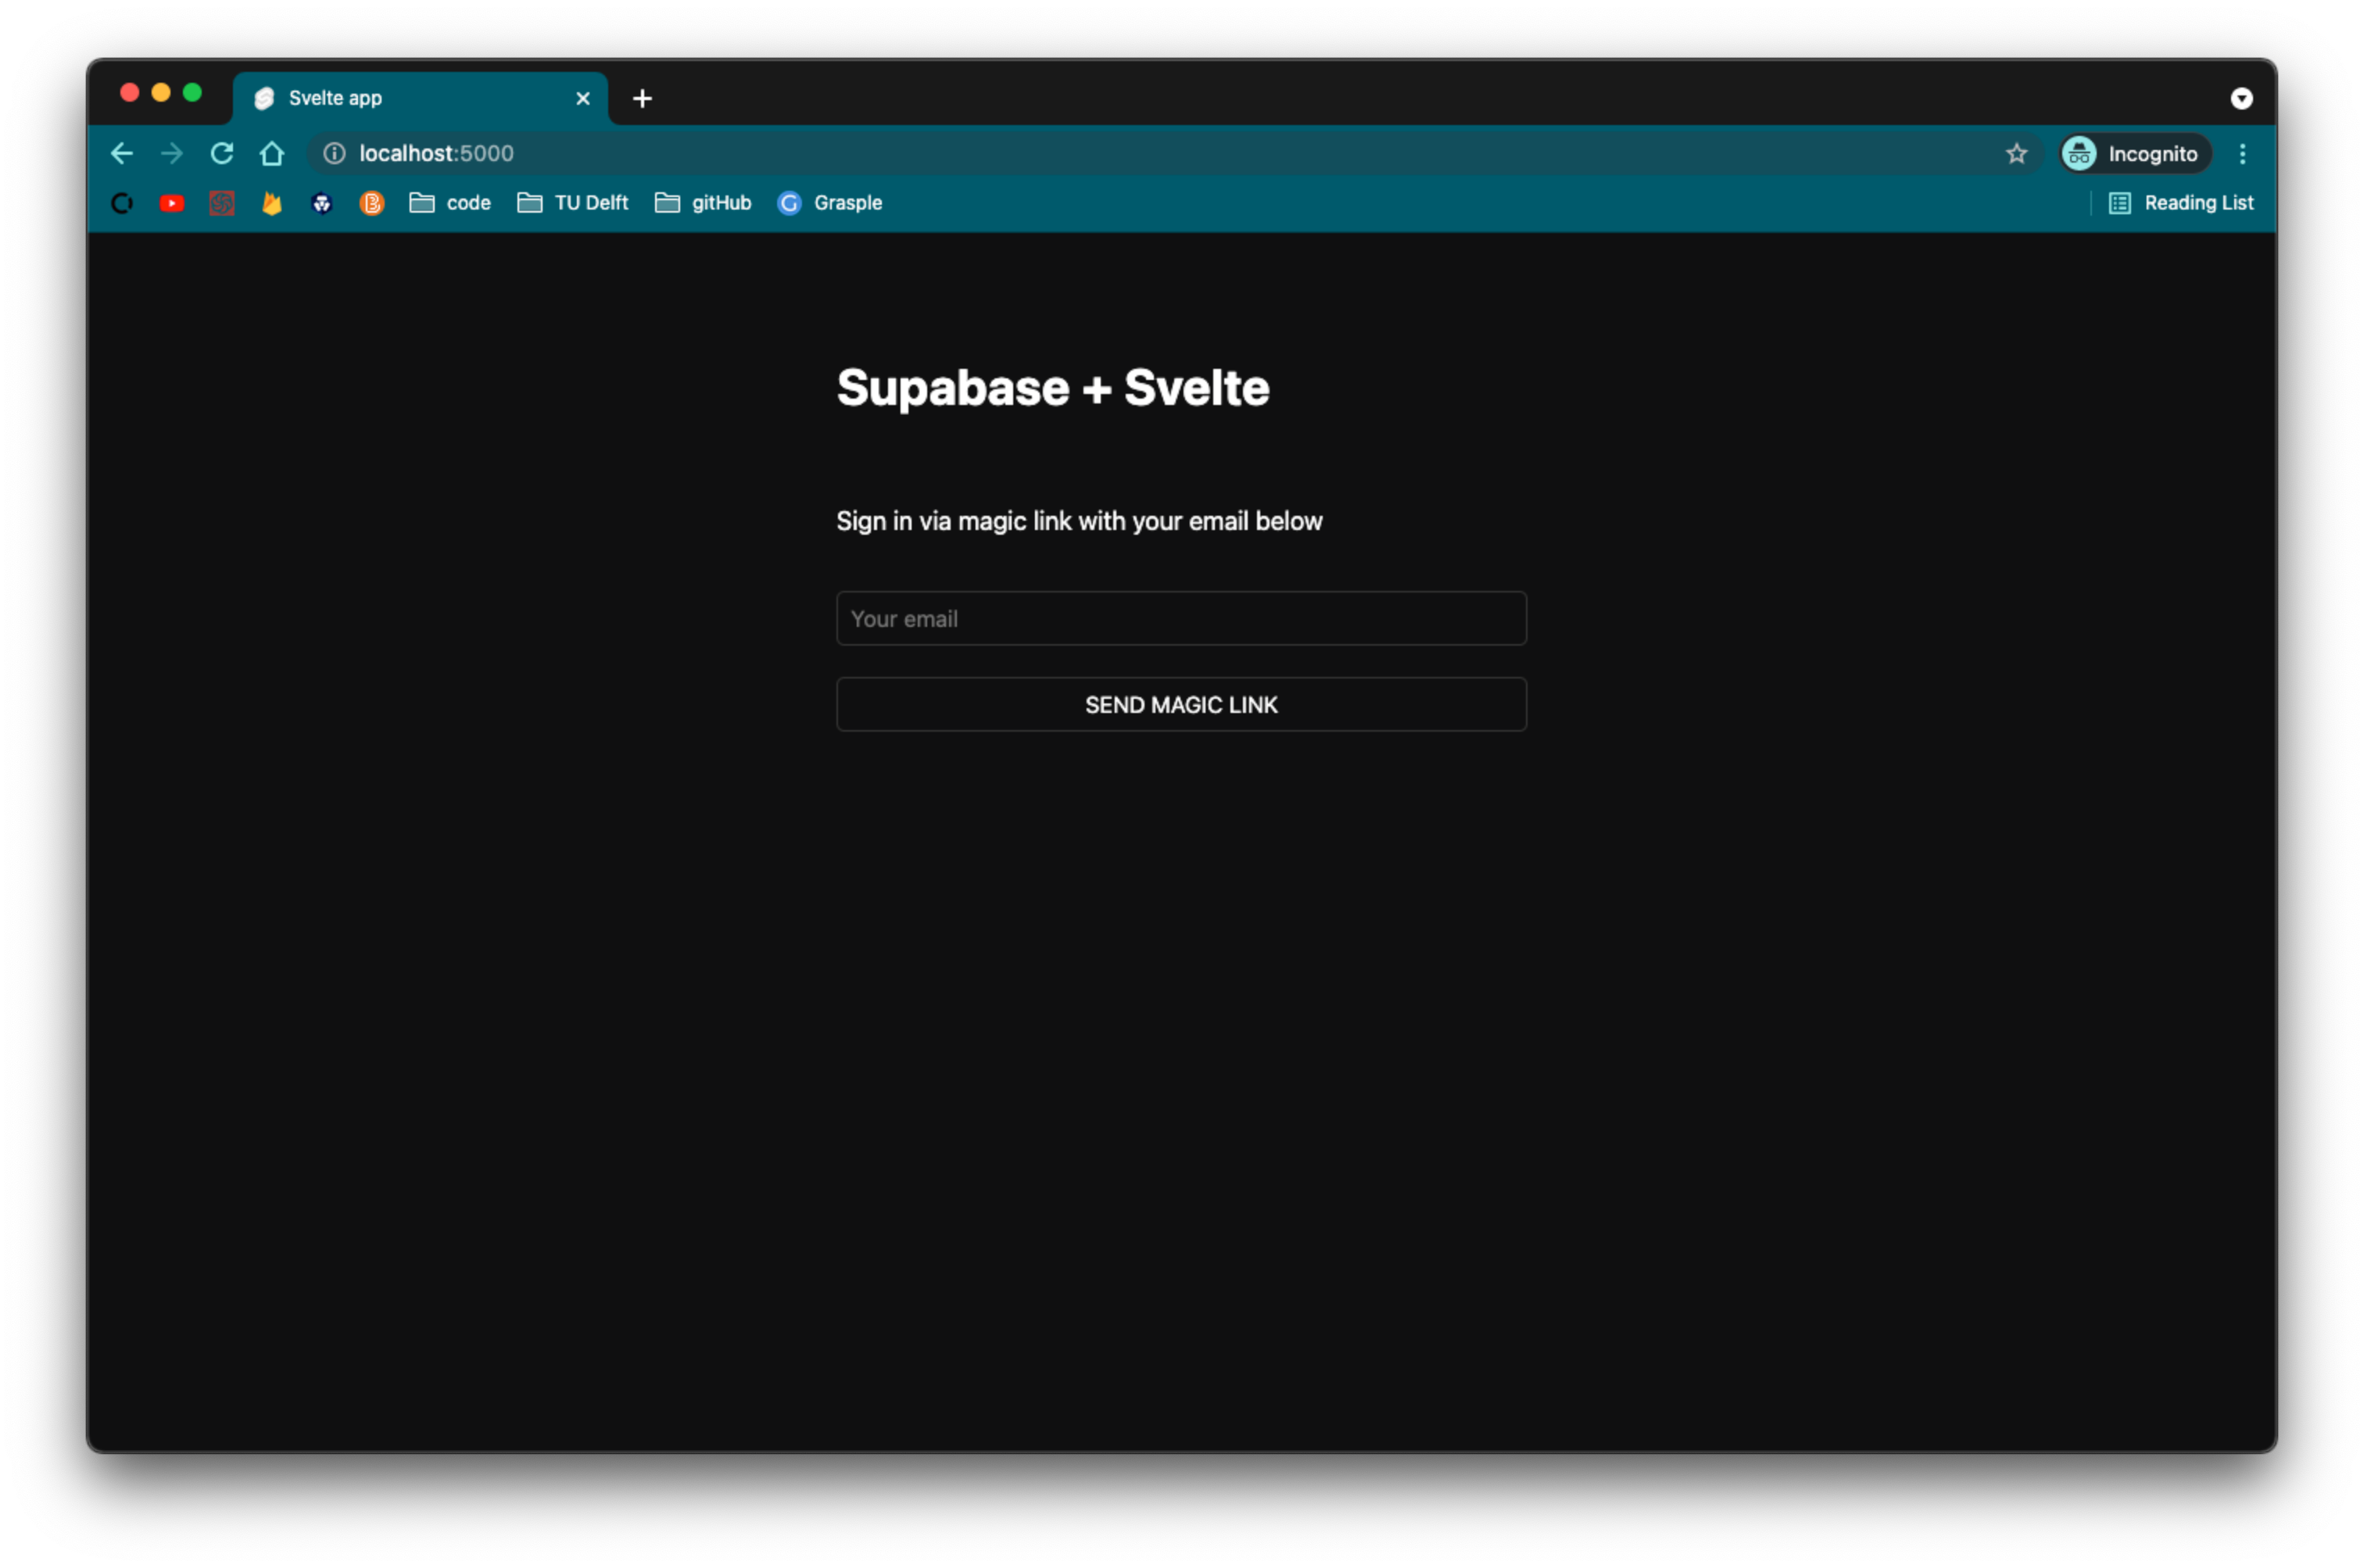 Svelte app
localhost:5000
Incognito
code
TU Delft
gitHub
Grasple
Reading List
Supabase + Svelte
Sign in via magic link with your email below
Your email
SEND MAGIC LINK